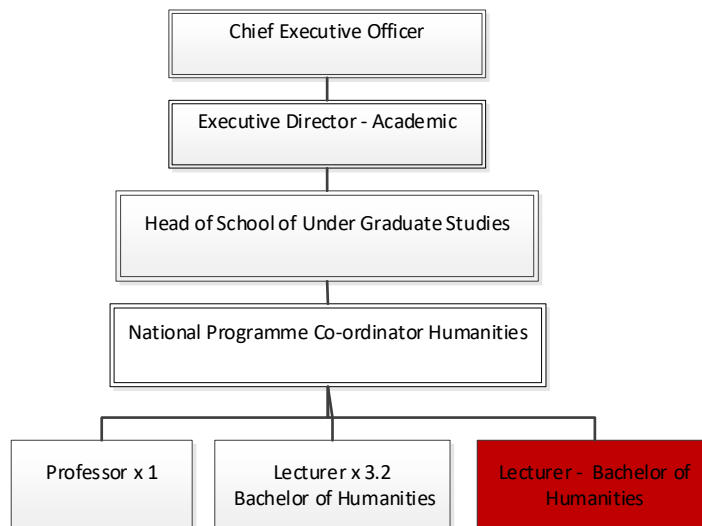 Chief Executive Officer
Executive Director - Academic
Head of School of Under Graduate Studies
National Programme Co-ordinator Humanities
Professor x 1
Lecturer x 3.2
Bachelor of Humanities
Lecturer - Bachelor of
Humanities